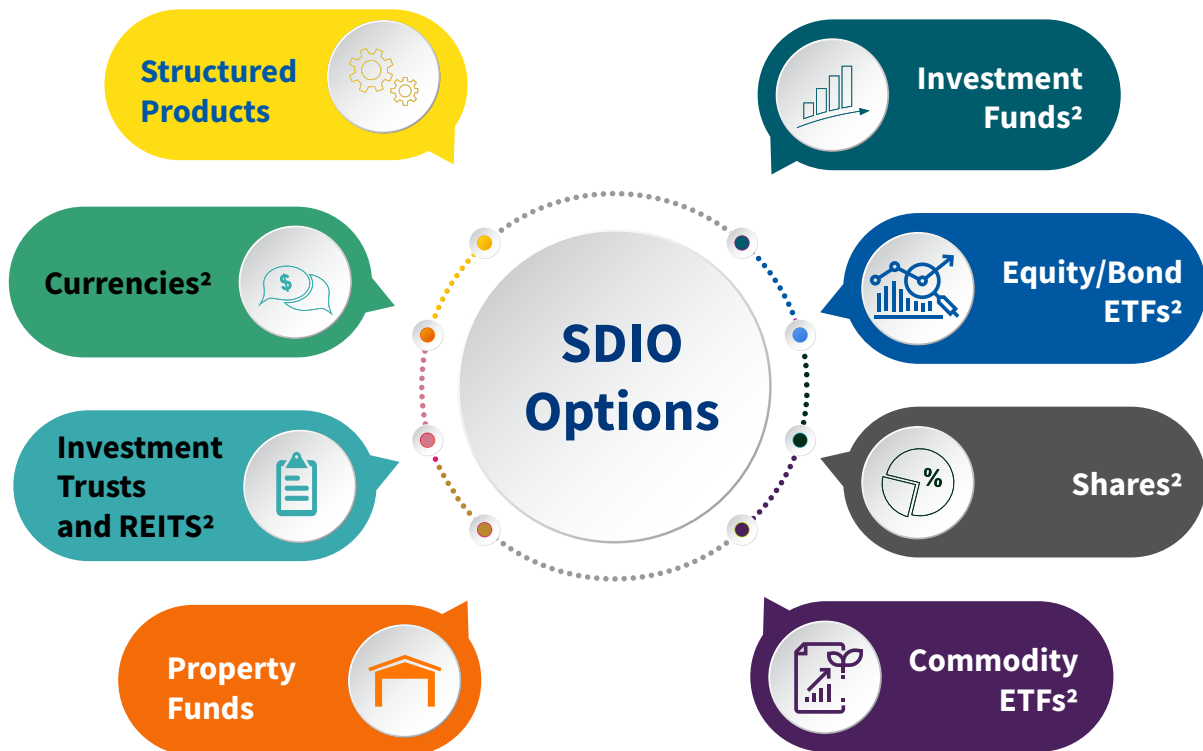 Structured
Products
Investment
Funds²
Currencies²
$
SDIO
Options
Equity/Bond
ETFs²
Investment
Trusts
and REITS²
%
Shares²
Property
Funds
Commodity
ETFs²